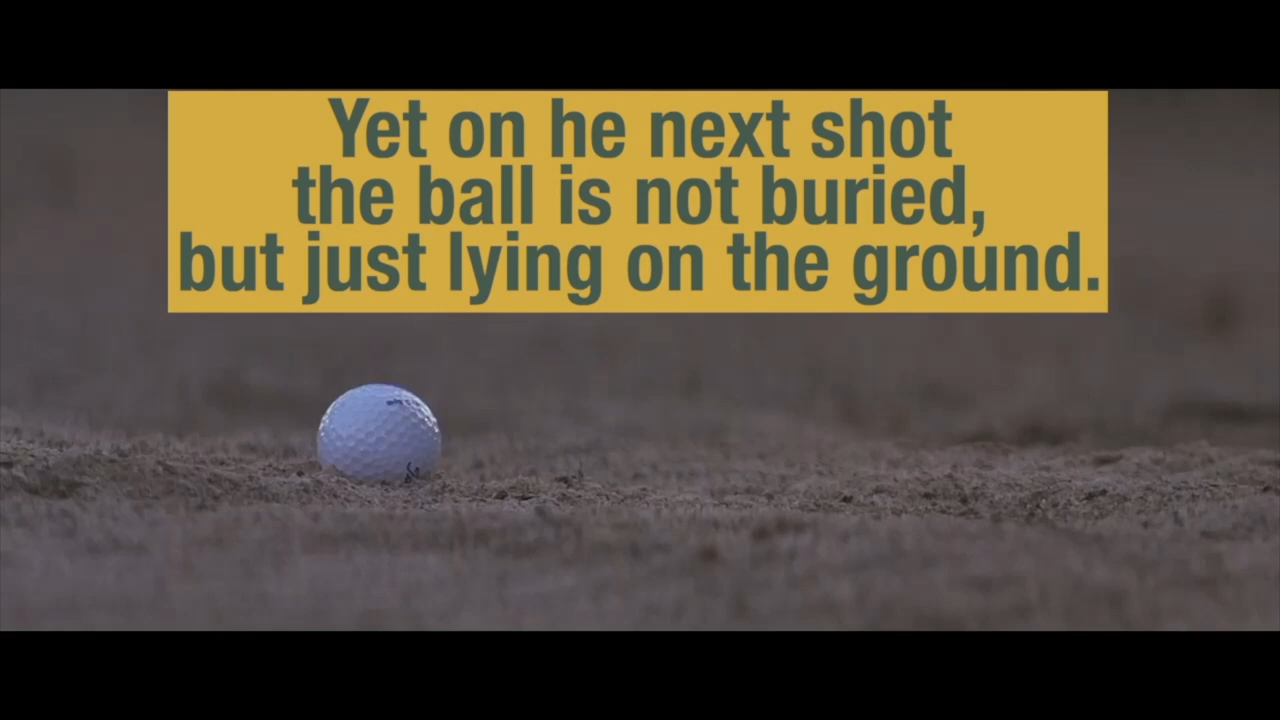 Yet on he next shot
the ball is not buried,
but just lying on the ground.